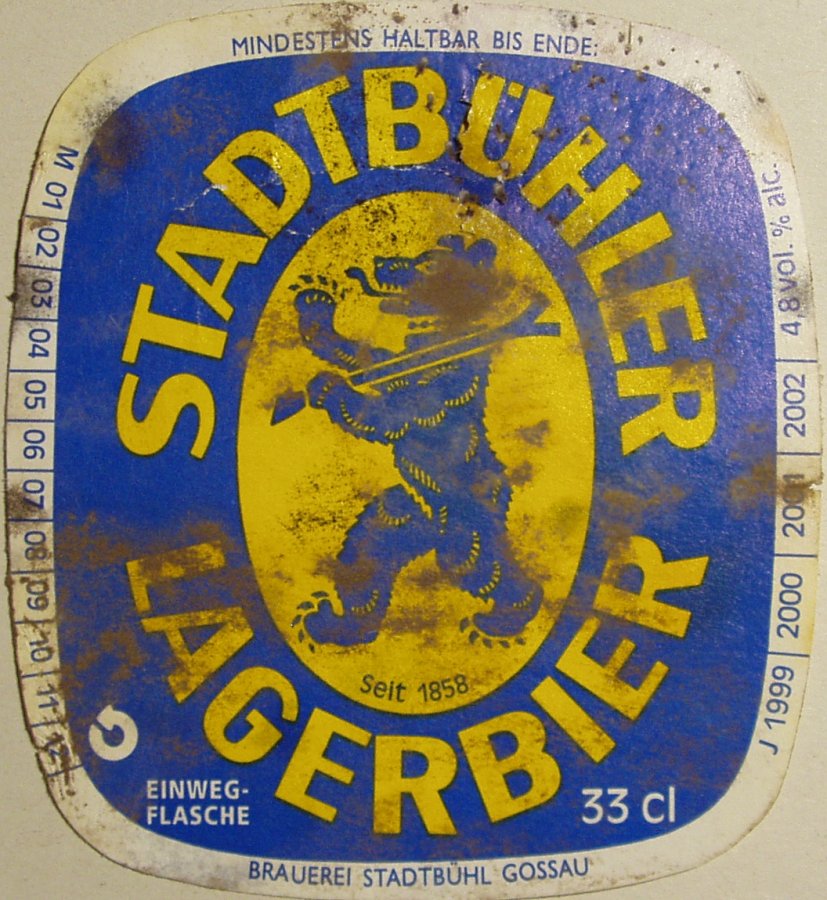 MINDESTENS HALTBAR BIS ENDE:
STADTBÜHLER
LAGERBIER
Seit 1858
M 01 02 03 04 05 06 07 08 09 10 11 12
4,8 vol. % alc.
J 1999 2000 2001 2002
EINWEG-
FLASCHE
33 cl
BRAUEREI STADTBÜHL GOSSAU